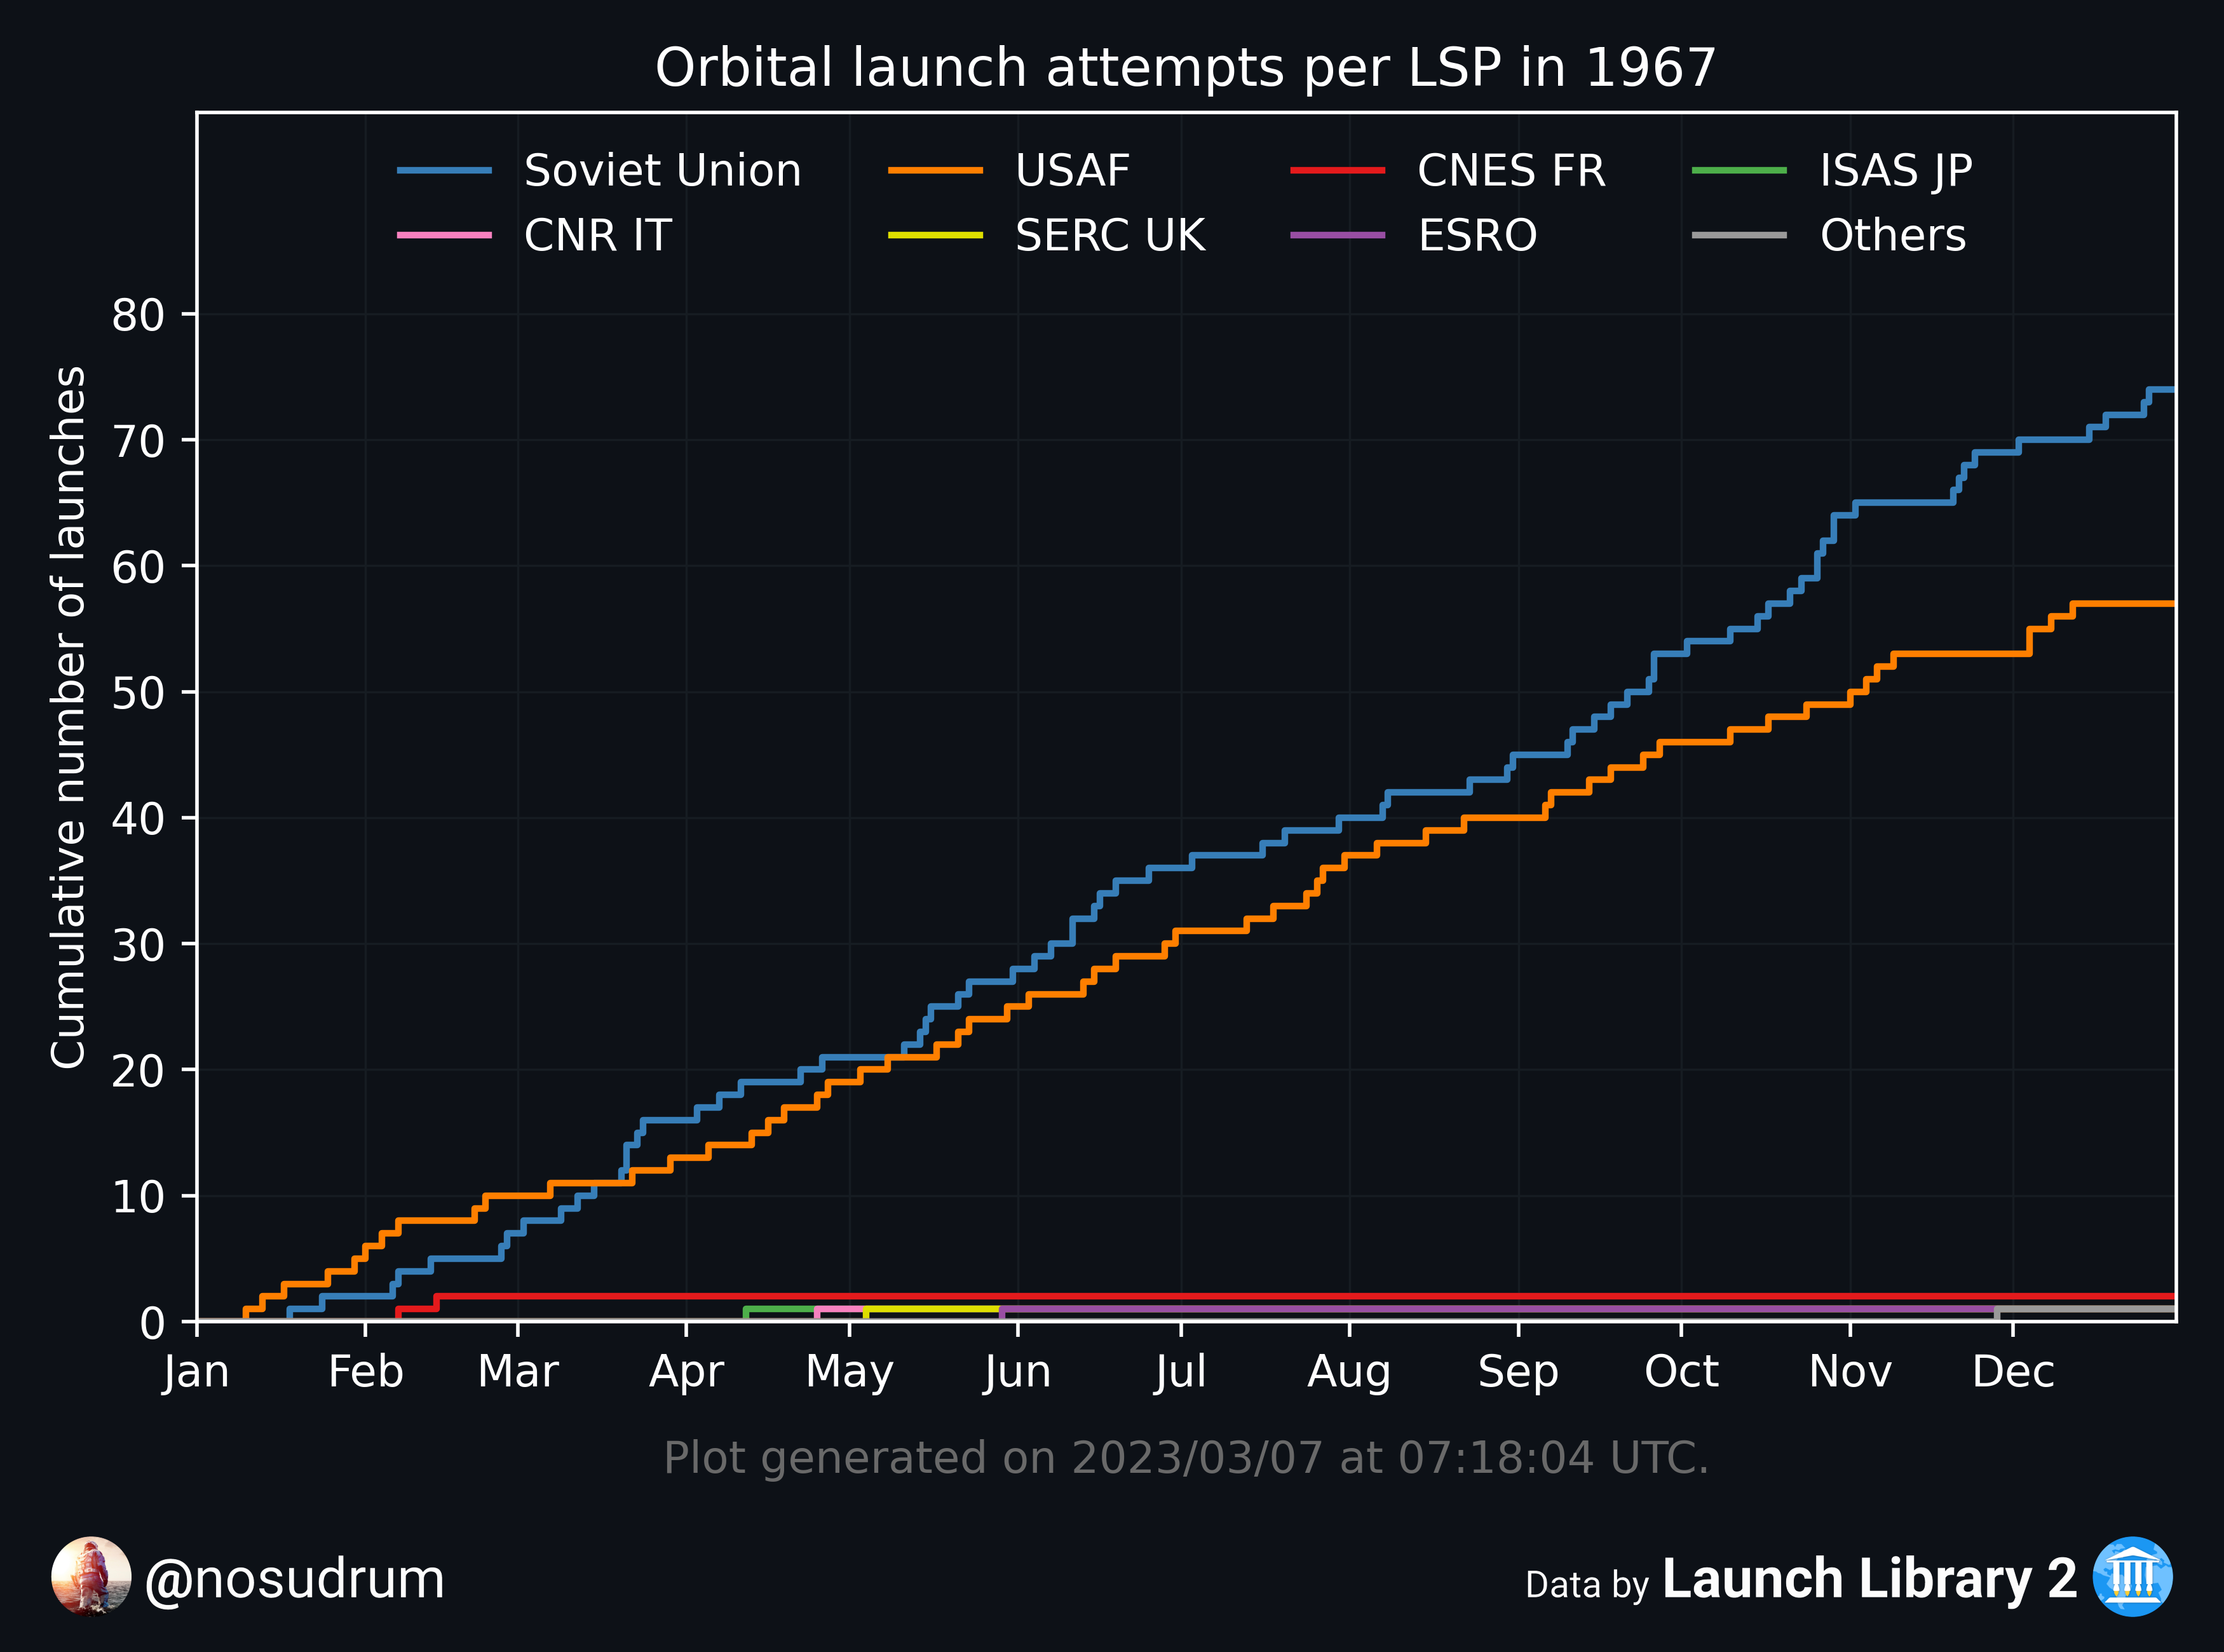 Orbital launch attempts per LSP in 1967
Soviet Union
USAF
CNES FR
ISAS JP
CNR IT
SERC UK
ESRO
Others
Cumulative number of launches
80
70
60
50
40
30
20
10
0
Jan
Feb
Mar
Apr
May
Jun
Jul
Aug
Sep
Oct
Nov
Dec
Plot generated on 2023/03/07 at 07:18:04 UTC.
@nosudrum
Data by Launch Library 2